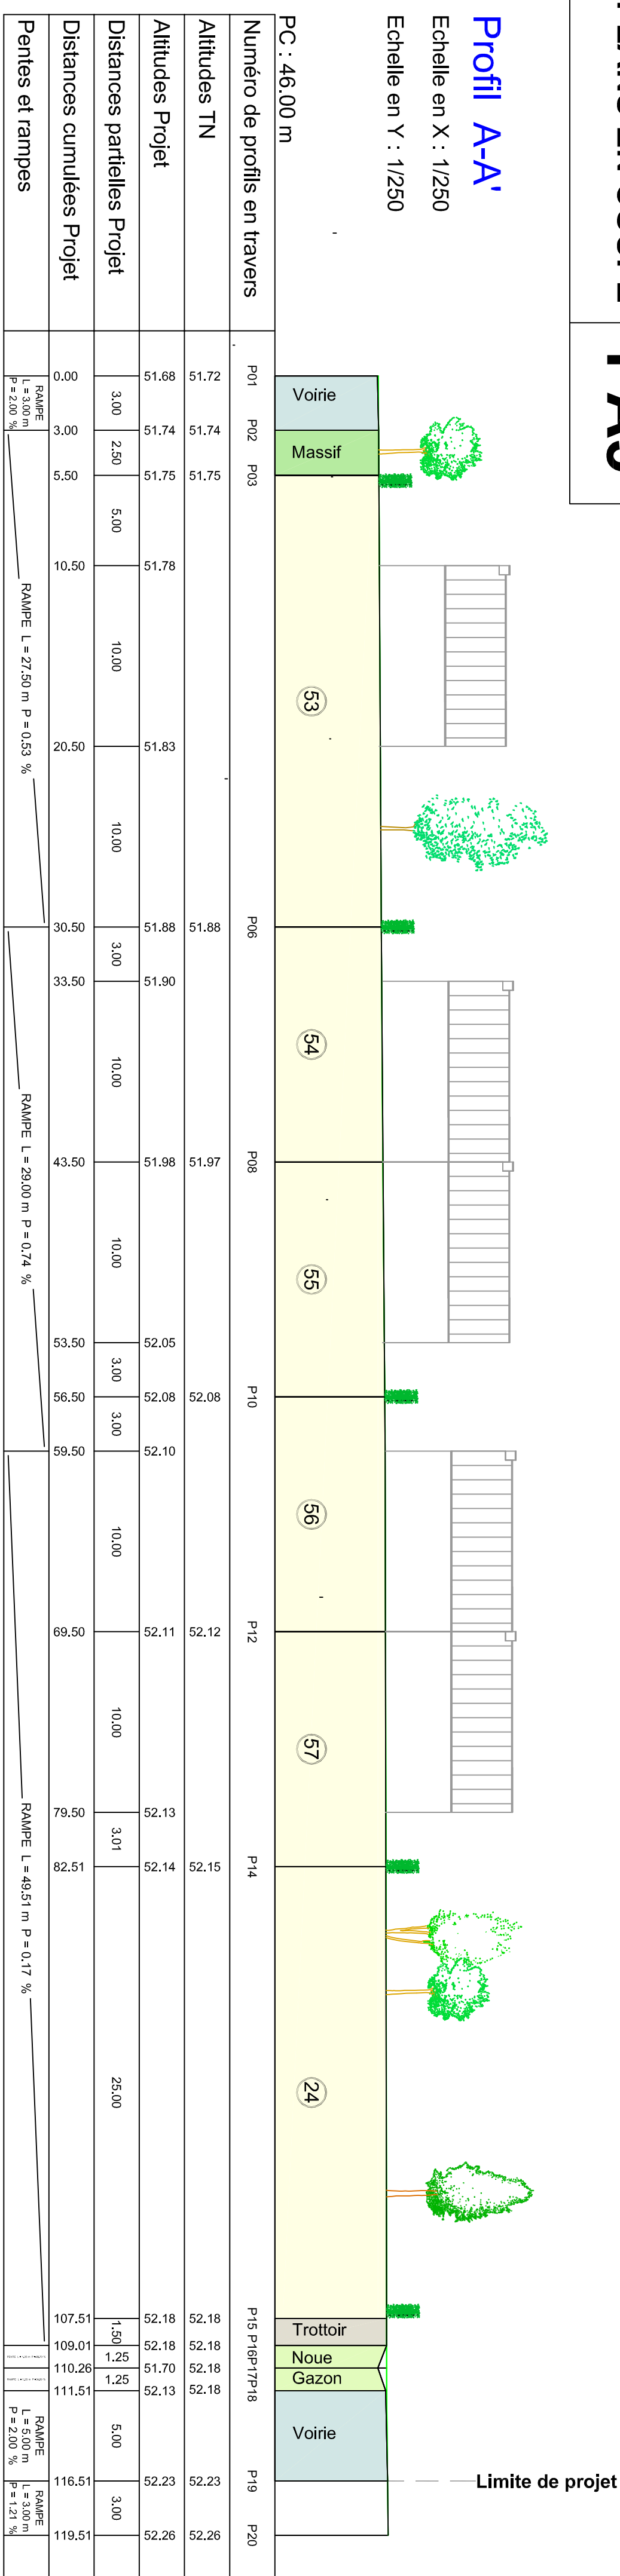 Profil A-A'
Echelle en X : 1/250
Echelle en Y : 1/250
PC : 46.00 m
Voirie
Massif
53
54
55
56
57
24
Trottoir
Noue
Gazon
Voirie
Limite de projet
Numéro de profils en travers
P01 P02 P03 P06 P08 P10 P12 P14 P15 P16 P17 P18 P19 P20
Altitudes TN
51.72 51.74 51.75 51.88 51.97 52.08 52.12 52.15 52.18 52.18 52.18 52.18 52.23 52.26
Altitudes Projet
51.68 51.74 51.75 51.78 51.83 51.88 51.90 51.98 52.05 52.08 52.10 52.11 52.13 52.14 52.18 52.18 51.70 52.13 52.23 52.26
Distances partielles Projet
3.00 2.50 5.00 10.00 10.00 3.00 10.00 10.00 3.00 3.00 10.00 10.00 3.01 25.00 1.50 1.25 1.25 5.00 3.00
Distances cumulées Projet
0.00 3.00 5.50 10.50 20.50 30.50 33.50 43.50 53.50 56.50 59.50 69.50 79.50 82.51 107.51 109.01 110.26 111.51 116.51 119.51
Pentes et rampes
RAMPE
L = 3.00 m
P = 2.00 %
RAMPE L = 27.50 m P = 0.53 %
RAMPE L = 29.00 m P = 0.74 %
RAMPE L = 49.51 m P = 0.17 %
RAMPE
L = 5.00 m
P = 2.00 %
RAMPE
L = 3.00 m
P = 1.21 %